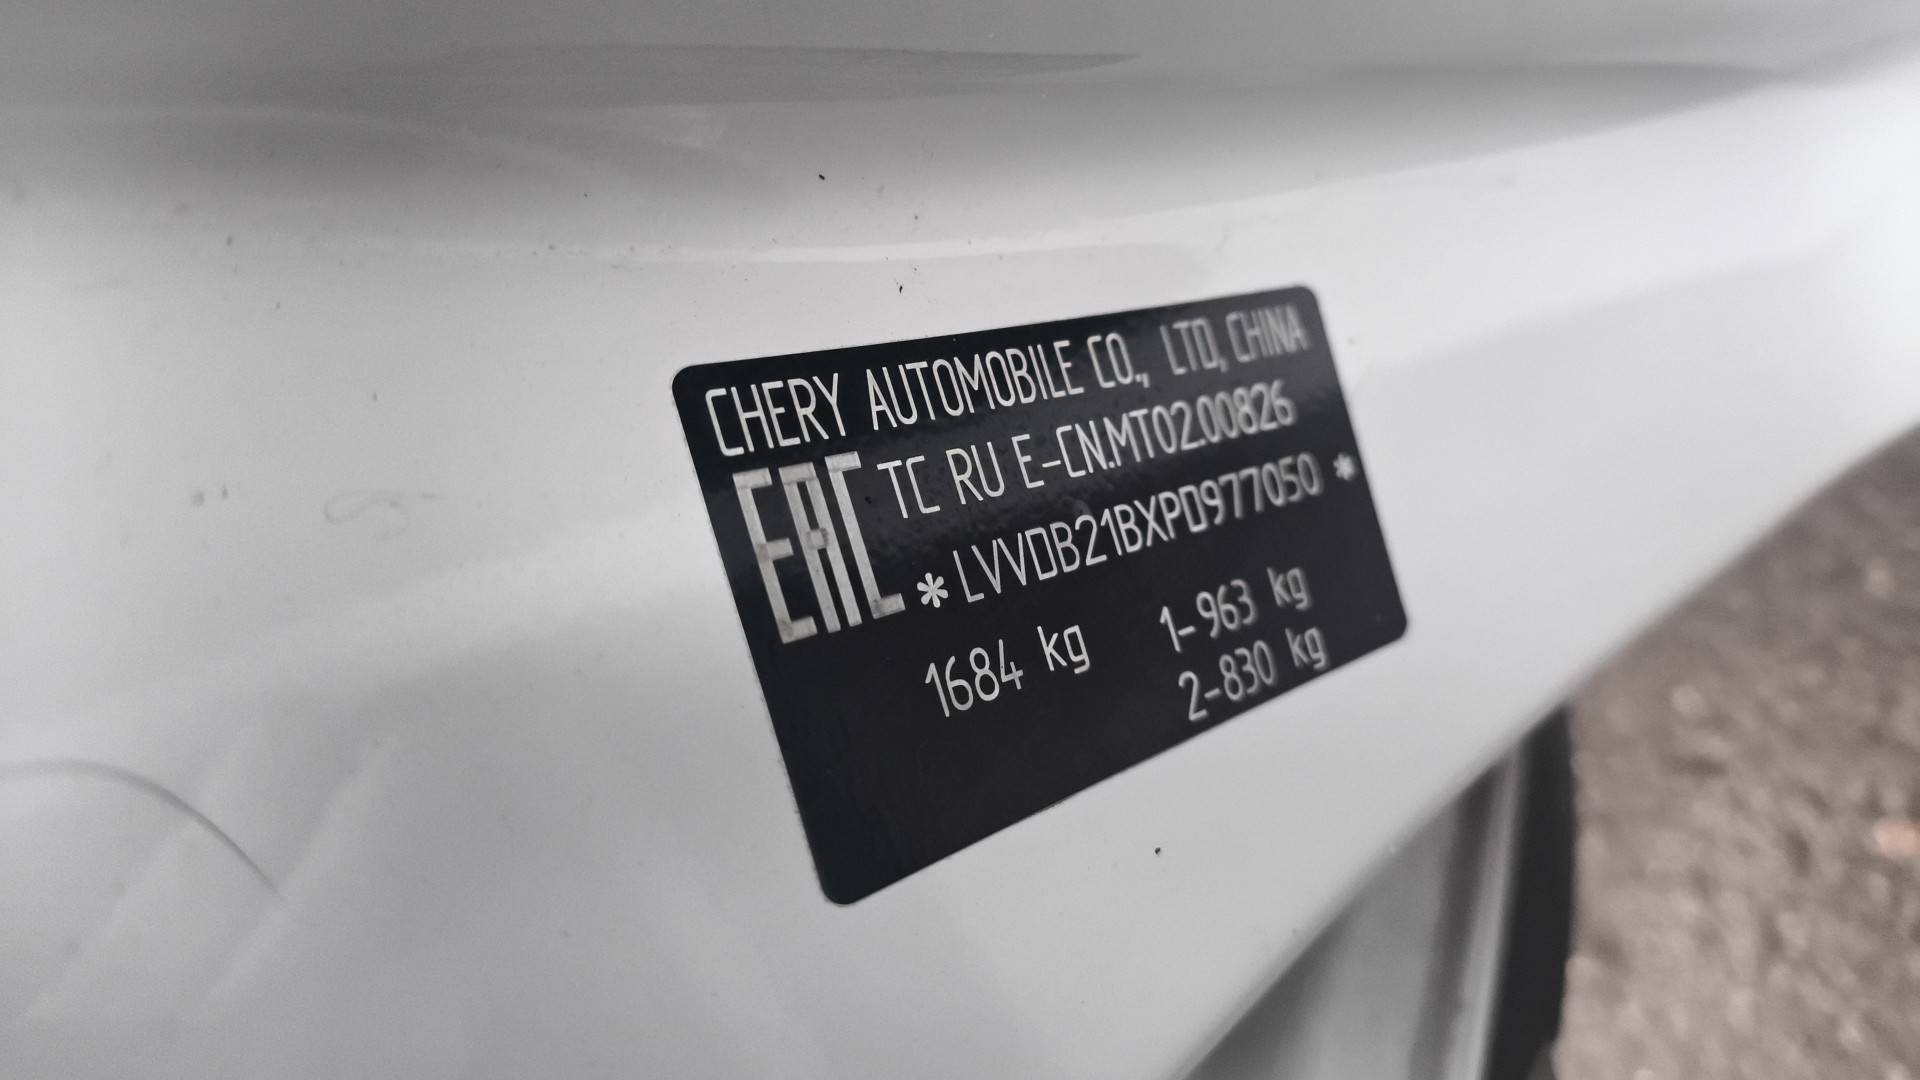 CHERY AUTOMOBILE CO., LTD, CHINA
EAC TC RU E-CN.MT02.00826
*LVVDB21BXPD977050*
1684 kg 1-963 kg
2-830 kg